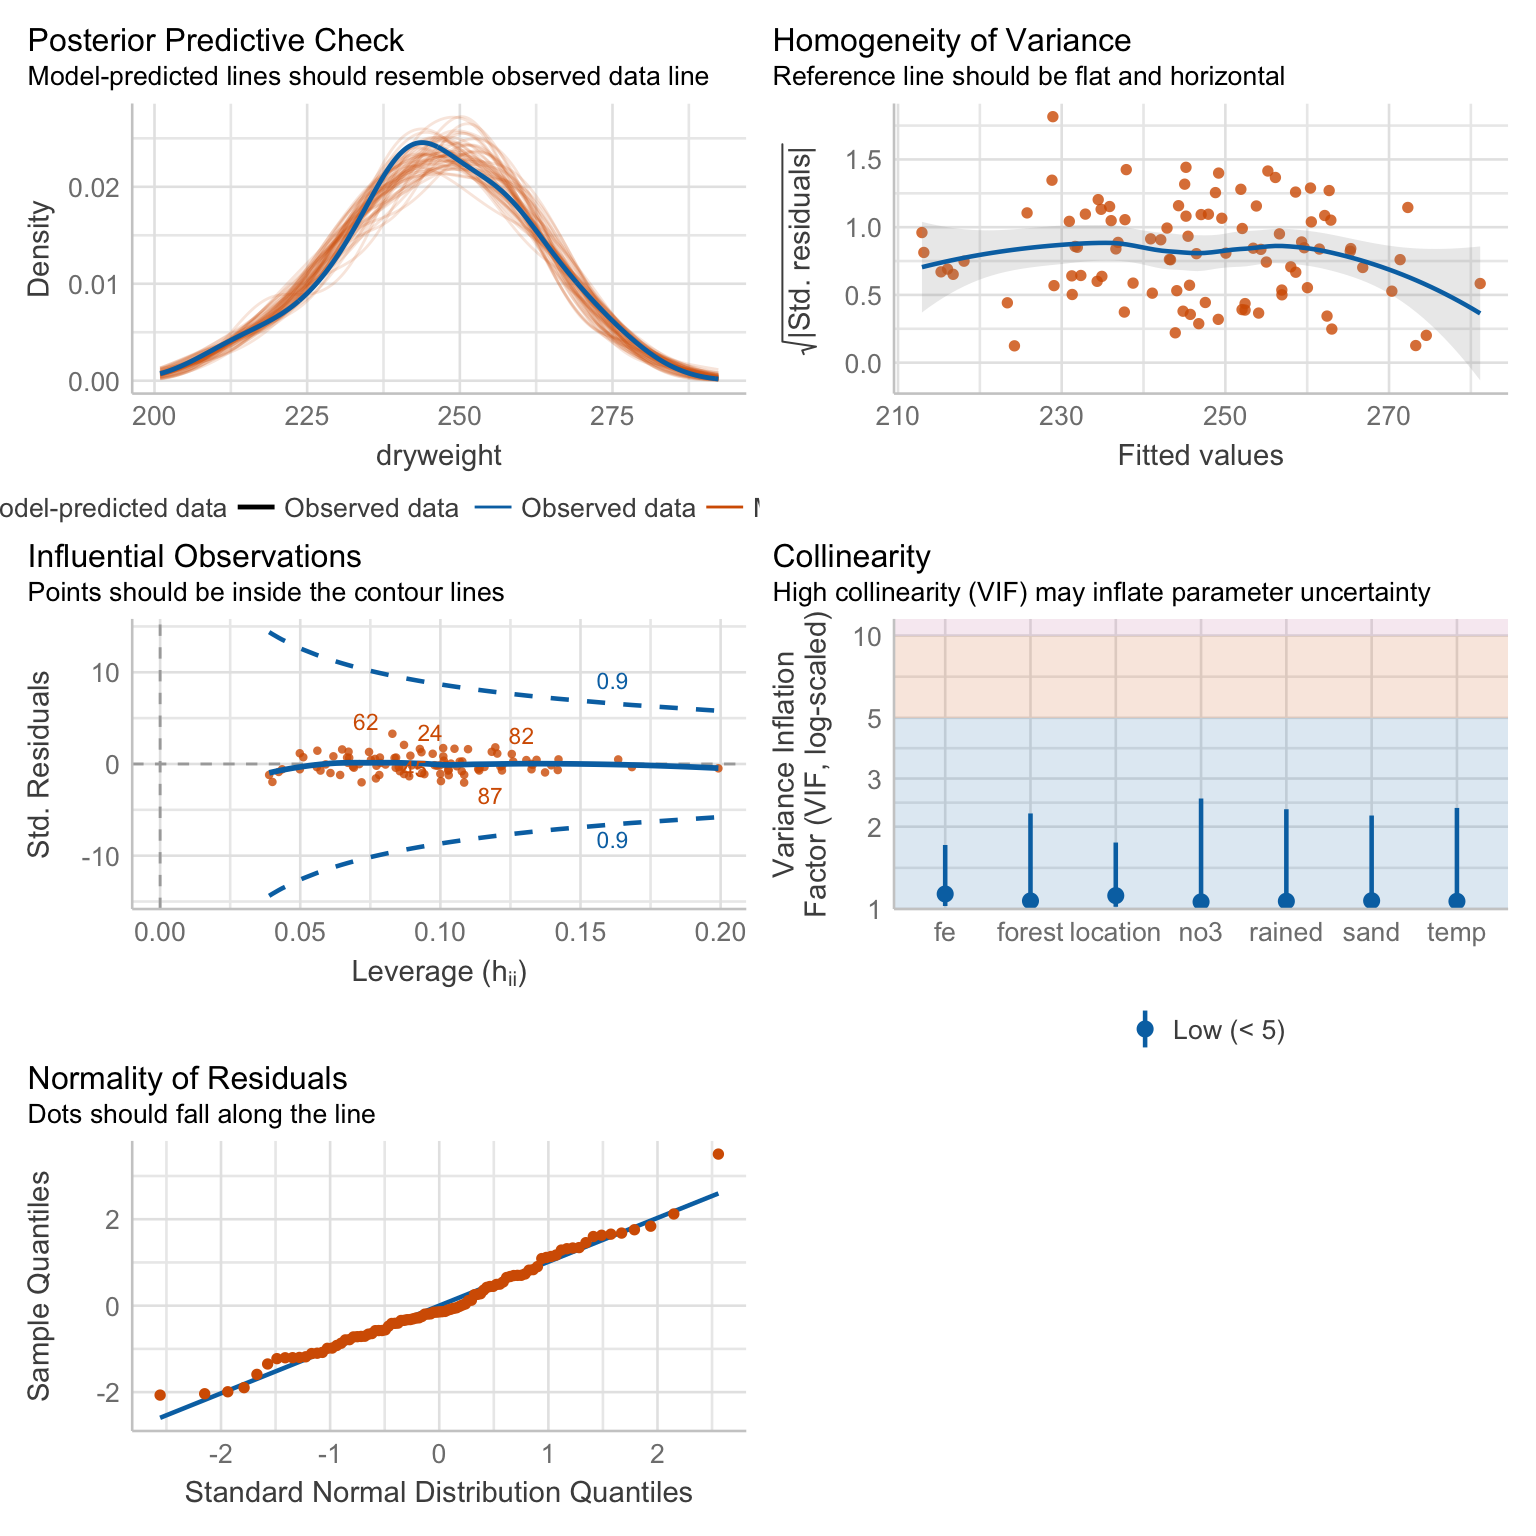 Posterior Predictive Check
Model-predicted lines should resemble observed data line
Density
0.02
0.01
0.00
200 225 250 275
dryweight
odel-predicted data Observed data Observed data
Homogeneity of Variance
Reference line should be flat and horizontal
√|Std. residuals|
1.5
1.0
0.5
0.0
210 230 250 270
Fitted values
Influential Observations
Points should be inside the contour lines
Std. Residuals
10
0
-10
0.9
62
24
82
87
0.9
0.00 0.05 0.10 0.15 0.20
Leverage (hii)
Collinearity
High collinearity (VIF) may inflate parameter uncertainty
Variance Inflation
Factor (VIF, log-scaled)
10
5
3
2
1
fe forest location no3 rained sand temp
Low (< 5)
Normality of Residuals
Dots should fall along the line
Sample Quantiles
2
0
-2
-2 -1 0 1 2
Standard Normal Distribution Quantiles